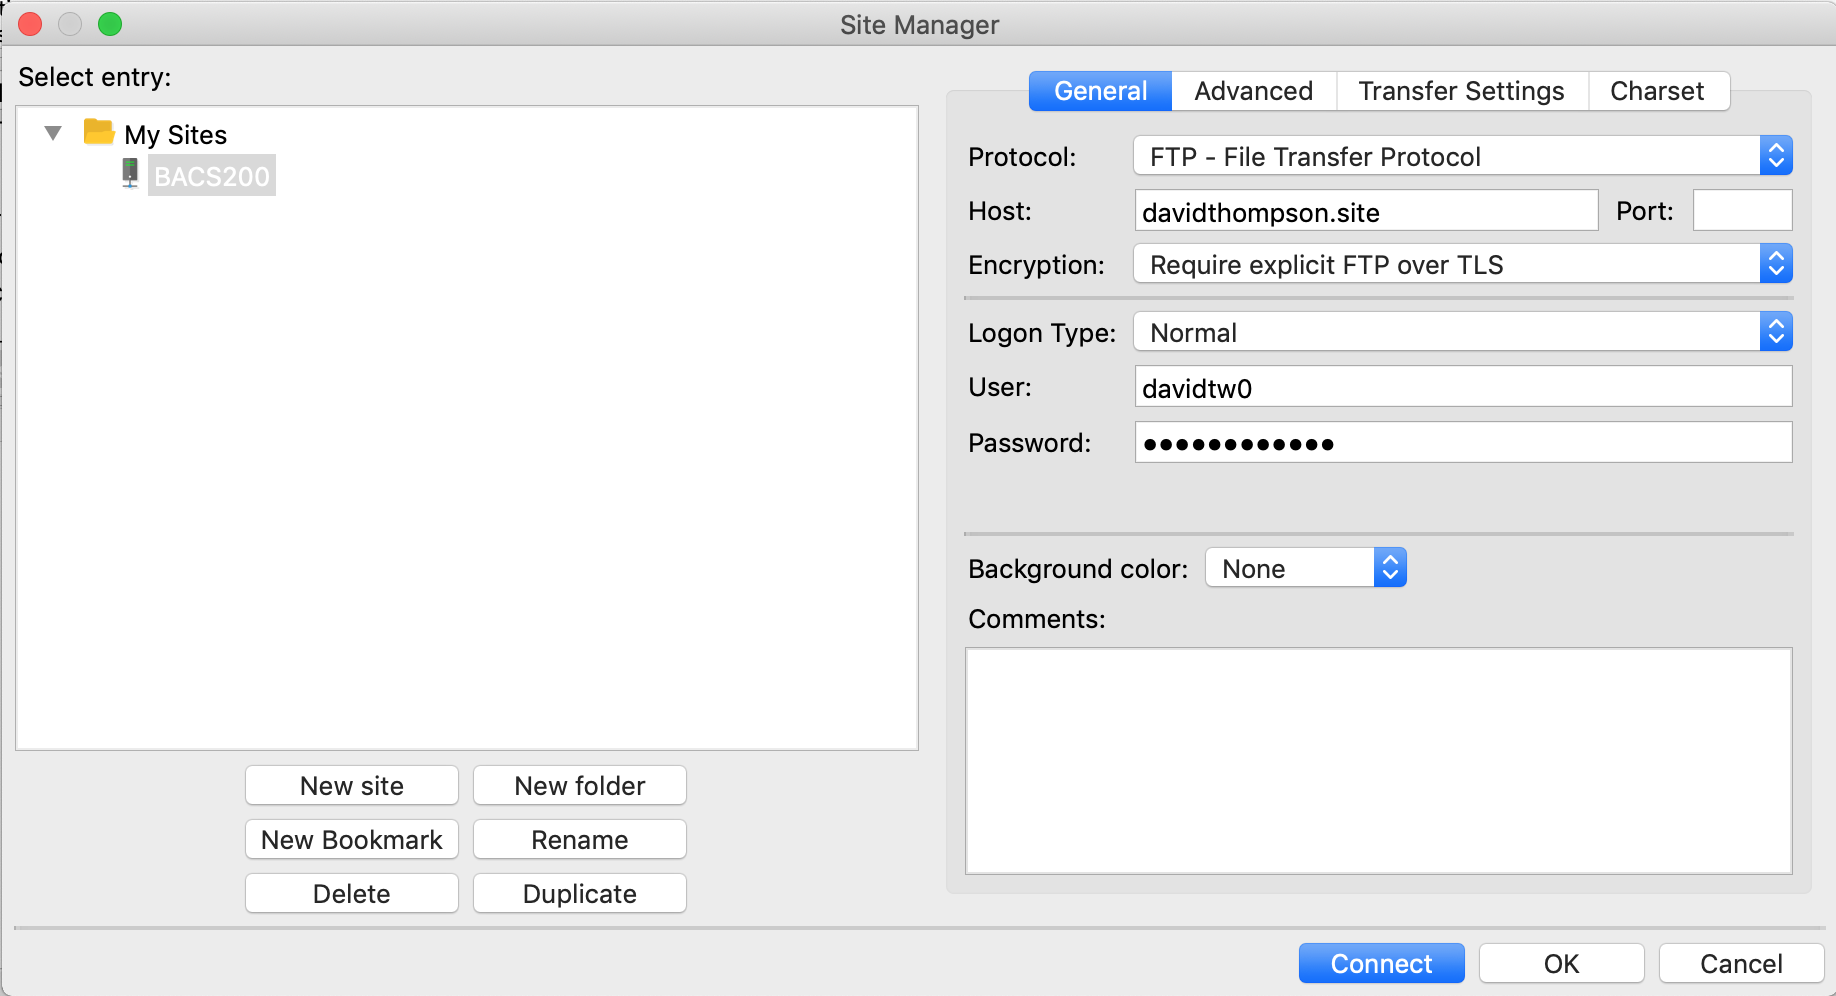 Site Manager
Select entry:
My Sites
BACS200
New site
New folder
New Bookmark
Rename
Delete
Duplicate
General
Advanced
Transfer Settings
Charset
Protocol: FTP - File Transfer Protocol
Host: davidthompson.site Port:
Encryption: Require explicit FTP over TLS
Logon Type: Normal
User: davidtw0
Password: ●●●●●●●●●●●●
Background color: None
Comments:
Connect
OK
Cancel